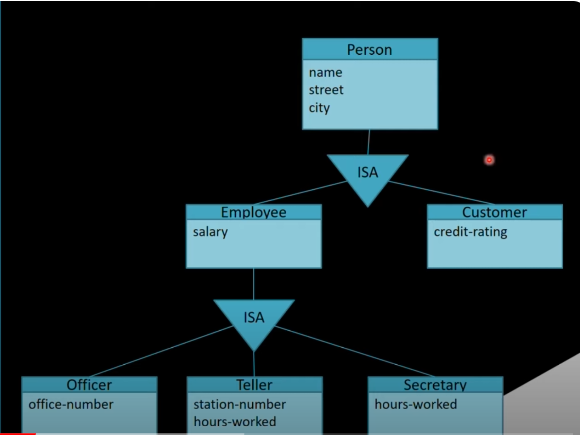 Person
name
street
city
ISA
Employee
salary
Customer
credit-rating
ISA
Officer
office-number
Teller
station-number
hours-worked
Secretary
hours-worked